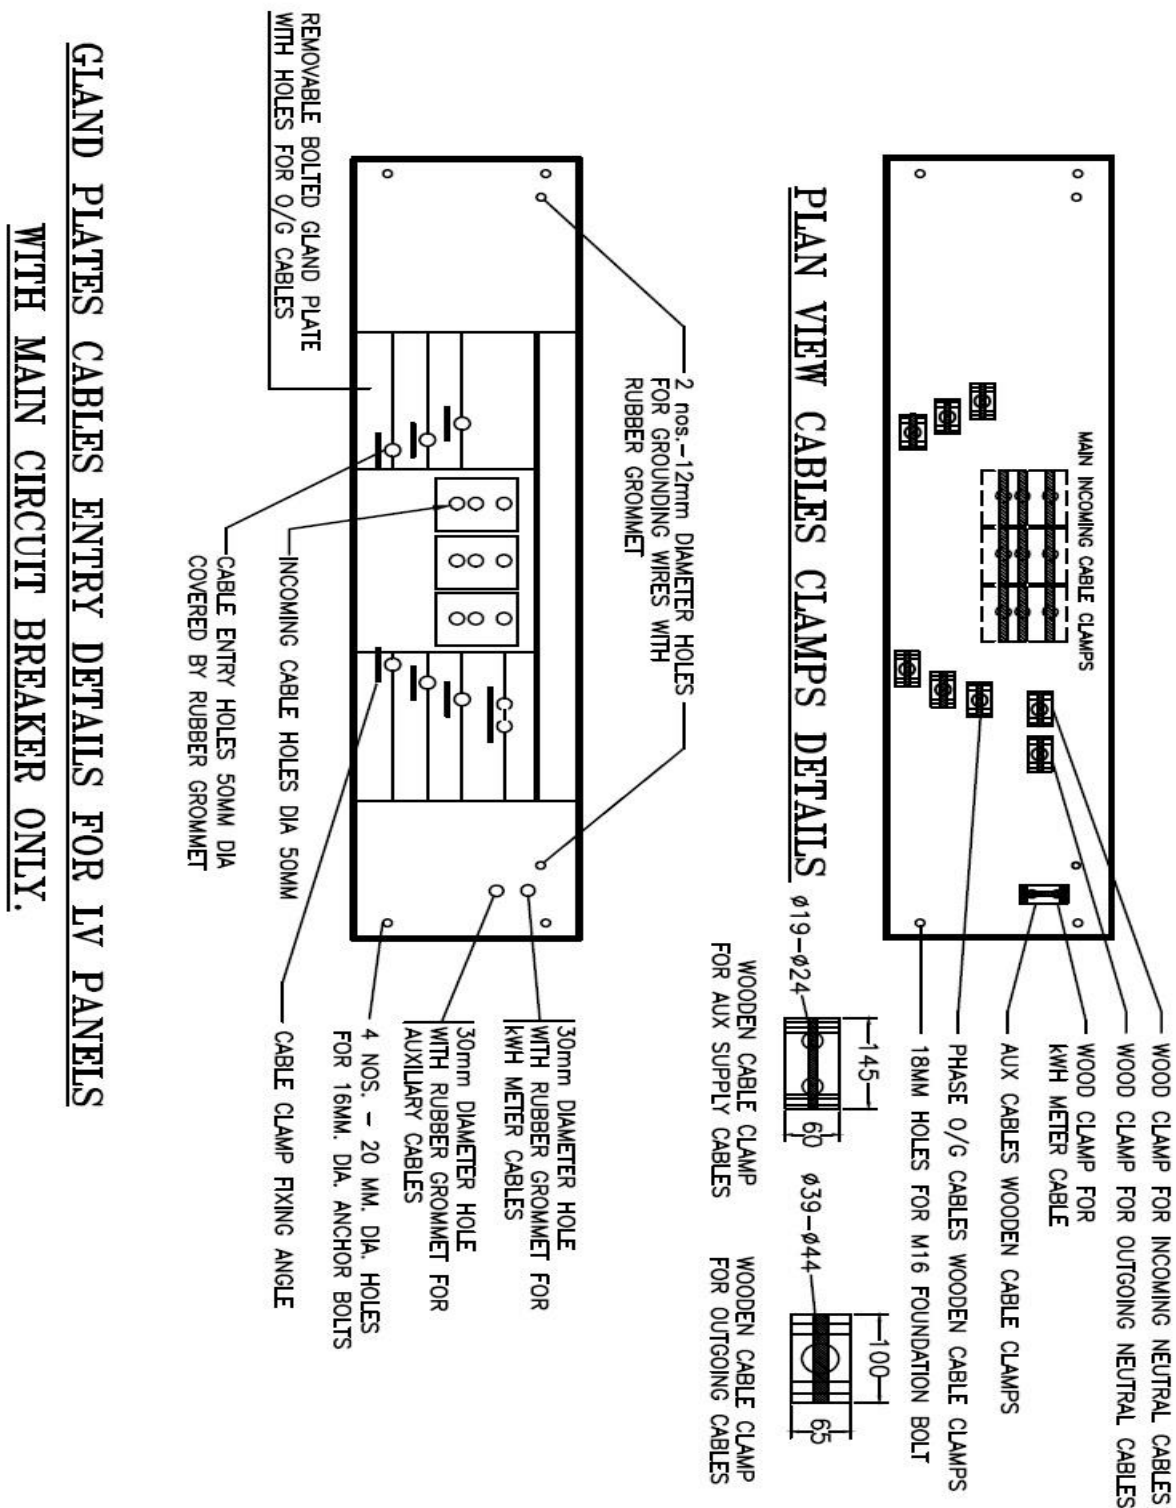 WOOD CLAMP FOR INCOMING NEUTRAL CABLES
WOOD CLAMP FOR OUTGOING NEUTRAL CABLES
WOOD CLAMP FOR
kWH METER CABLE
AUX CABLES WOODEN CABLE CLAMPS
PHASE O/G CABLES WOODEN CABLE CLAMPS
18MM HOLES FOR M16 FOUNDATION BOLT
MAIN INCOMING CABLE CLAMPS
PLAN VIEW CABLES CLAMPS DETAILS
145
60
ø19-ø24
WOODEN CABLE CLAMP
FOR AUX SUPPLY CABLES
100
65
ø39-ø44
WOODEN CABLE CLAMP
FOR OUTGOING CABLES
2 nos.-12mm DIAMETER HOLES
FOR GROUNDING WIRES WITH
RUBBER GROMMET
30mm DIAMETER HOLE
WITH RUBBER GROMMET FOR
kWH METER CABLES
30mm DIAMETER HOLE
WITH RUBBER GROMMET FOR
AUXILIARY CABLES
4 NOS. - 20 MM. DIA. HOLES
FOR 16MM. DIA. ANCHOR BOLTS
CABLE CLAMP FIXING ANGLE
REMOVABLE BOLTED GLAND PLATE
WITH HOLES FOR O/G CABLES
INCOMING CABLE HOLES DIA 50MM
CABLE ENTRY HOLES 50MM DIA
COVERED BY RUBBER GROMMET
GLAND PLATES CABLES ENTRY DETAILS FOR LV PANELS
WITH MAIN CIRCUIT BREAKER ONLY.